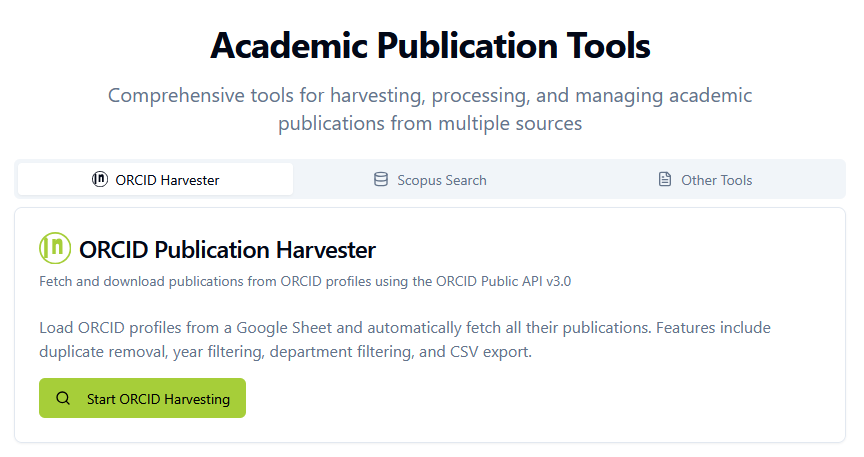 Academic Publication Tools
Comprehensive tools for harvesting, processing, and managing academic
publications from multiple sources
ORCID Harvester
Scopus Search
Other Tools
ORCID Publication Harvester
Fetch and download publications from ORCID profiles using the ORCID Public API v3.0
Load ORCID profiles from a Google Sheet and automatically fetch all their publications. Features include
duplicate removal, year filtering, department filtering, and CSV export.
Start ORCID Harvesting